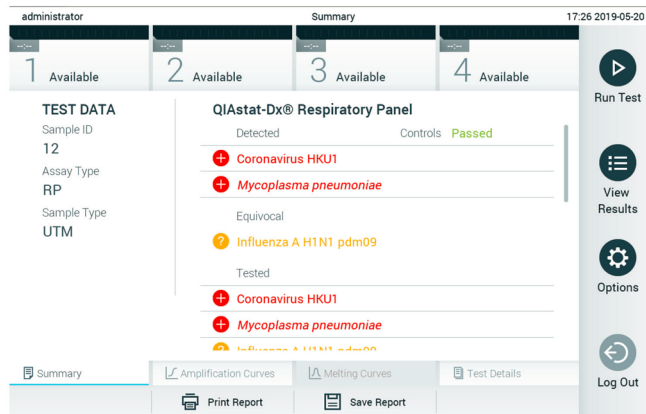 administrator
Summary
17:26 2019-05-20
--:--
1 Available
--:--
2 Available
--:--
3 Available
--:--
4 Available
Run Test
View Results
Options
Log Out
TEST DATA
Sample ID
12
Assay Type
RP
Sample Type
UTM
QIAstat-Dx® Respiratory Panel
Detected
Controls Passed
Coronavirus HKU1
Mycoplasma pneumoniae
Equivocal
? Influenza A H1N1 pdm09
Tested
Coronavirus HKU1
Mycoplasma pneumoniae
? Influenza A H1N1 pdm09
Summary
Amplification Curves
Melting Curves
Test Details
Print Report
Save Report